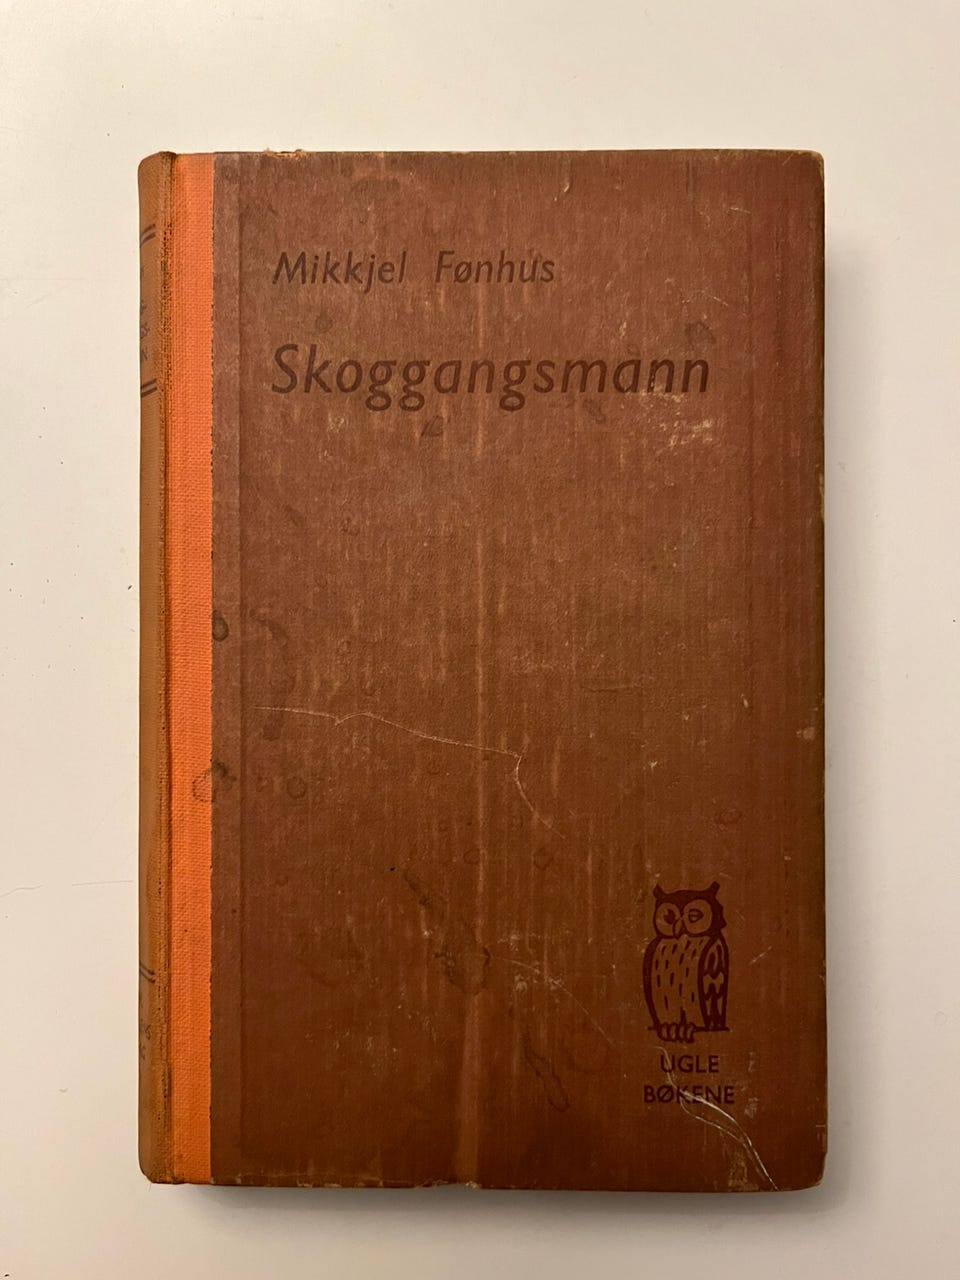 Mikkjel Fønhus
Skoggangsmann
UGLE
BØKENE